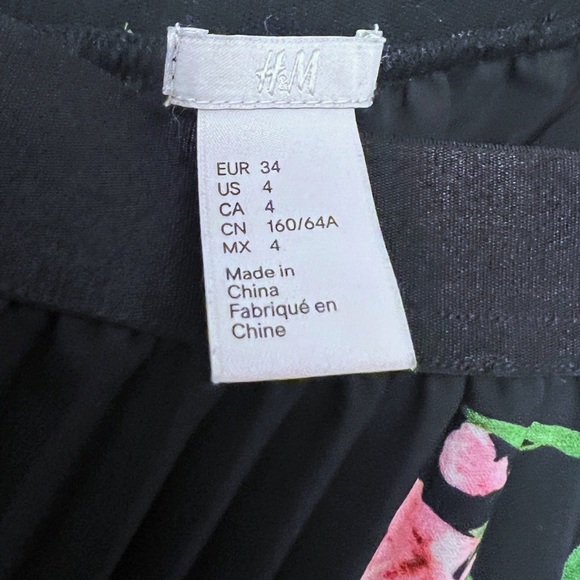 H&M
EUR 34
US 4
CA 4
CN 160/64A
MX 4
Made in
China
Fabriqué en
Chine